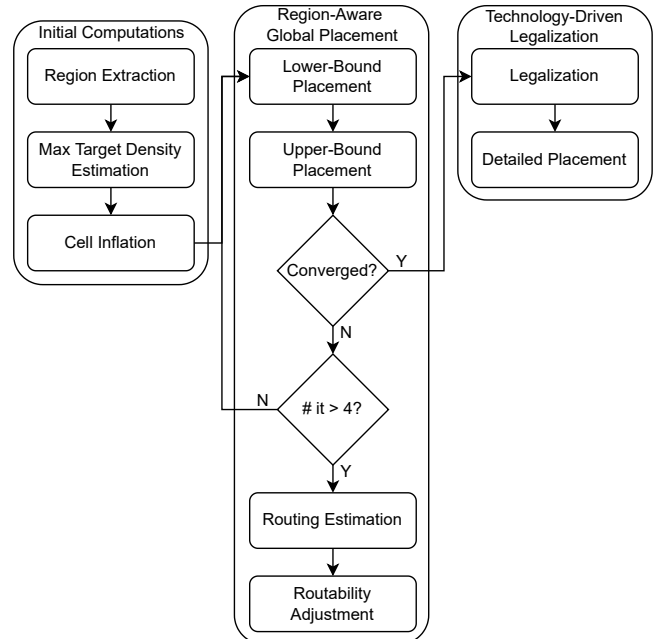 Initial Computations
Region Extraction
Max Target Density
Estimation
Cell Inflation
Region-Aware
Global Placement
Lower-Bound
Placement
Upper-Bound
Placement
Converged?
Y
N
# it > 4?
N
Y
Routing Estimation
Routability
Adjustment
Technology-Driven
Legalization
Legalization
Detailed Placement